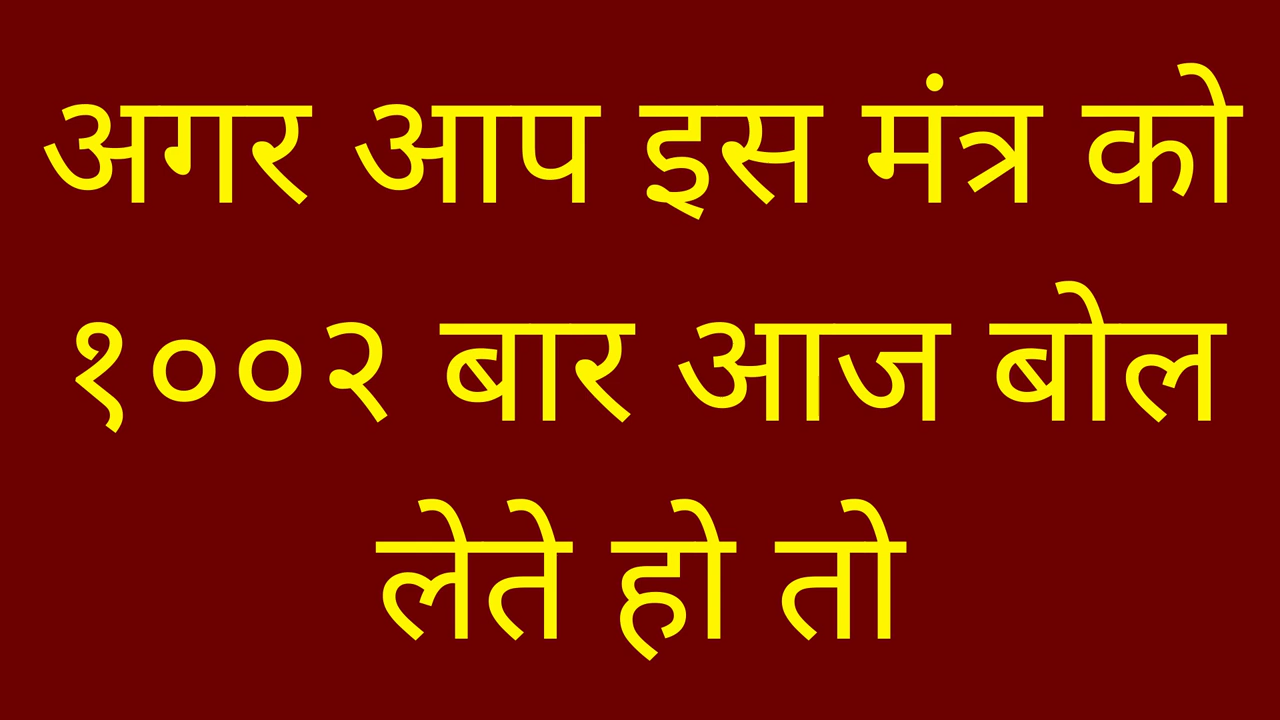 अगर आप इस मंत्र को
१००२ बार आज बोल
लेते हो तो